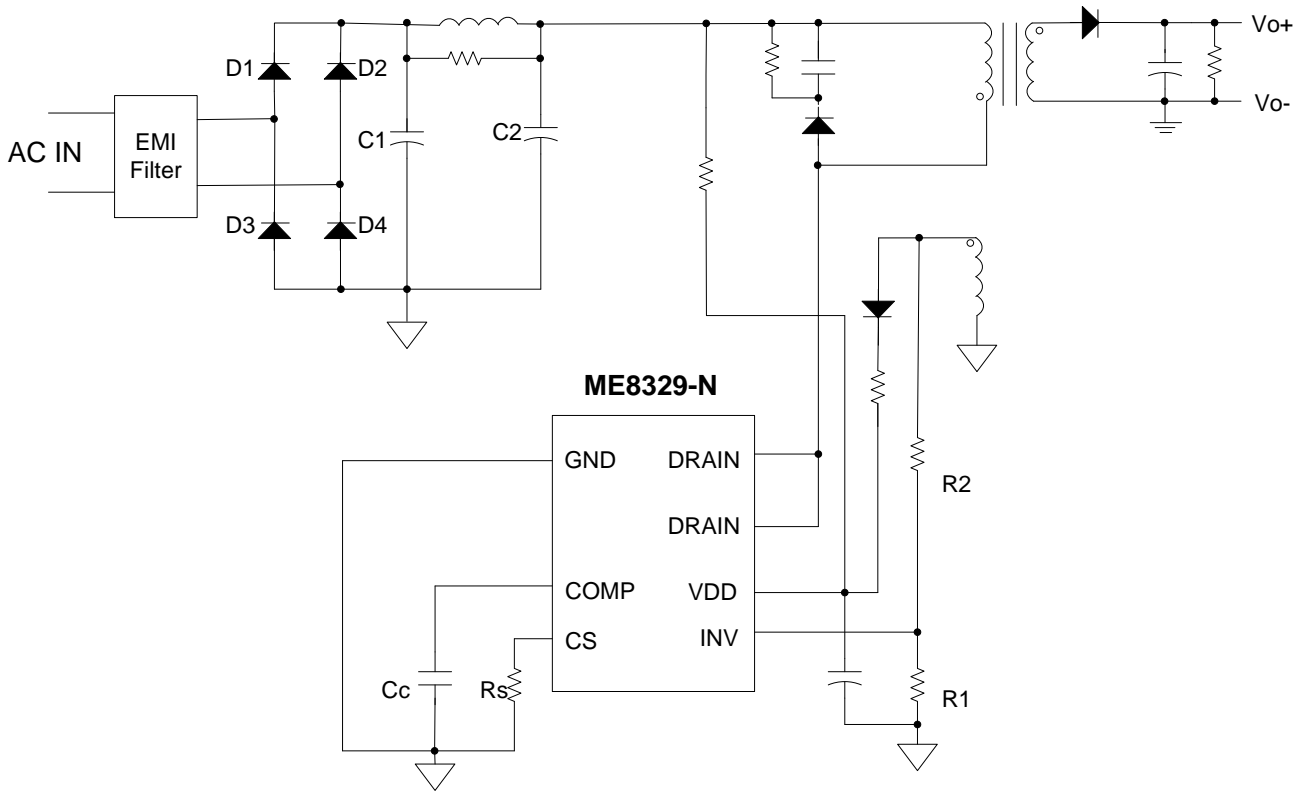 Vo+
D1
D2
Vo-
C1
C2
AC IN
EMI
Filter
D3
D4
ME8329-N
GND
DRAIN
R2
DRAIN
COMP
VDD
CS
INV
Cc
Rs
R1